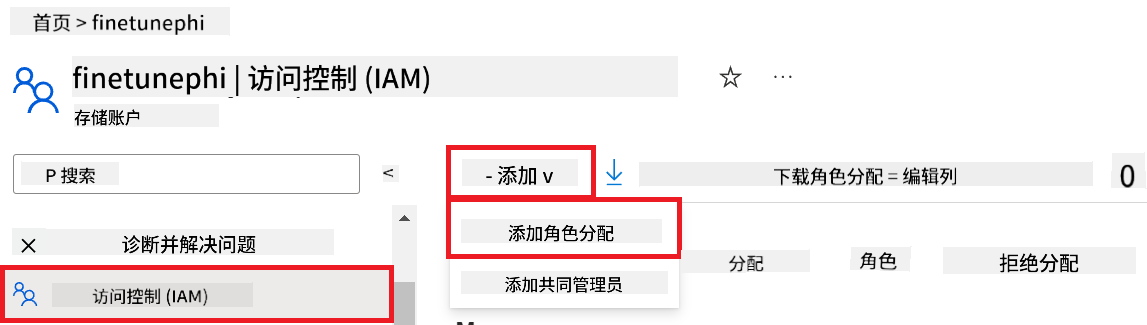 首页 > finetunephi
finetunephi | 访问控制 (IAM)
存储账户
P 搜索
<
- 添加 v
下载角色分配 = 编辑列
0
诊断并解决问题
添加角色分配
分配
角色
拒绝分配
访问控制 (IAM)
添加共同管理员